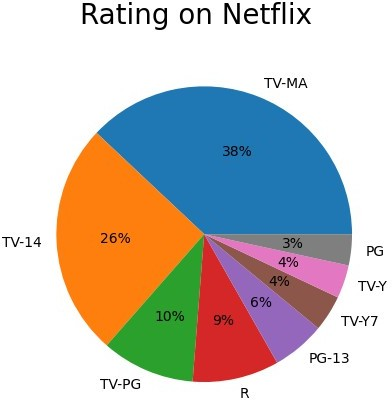 Rating on Netflix
TV-MA
38%
TV-14
26%
TV-PG
10%
R
9%
PG-13
6%
TV-Y7
4%
TV-Y
4%
PG
3%